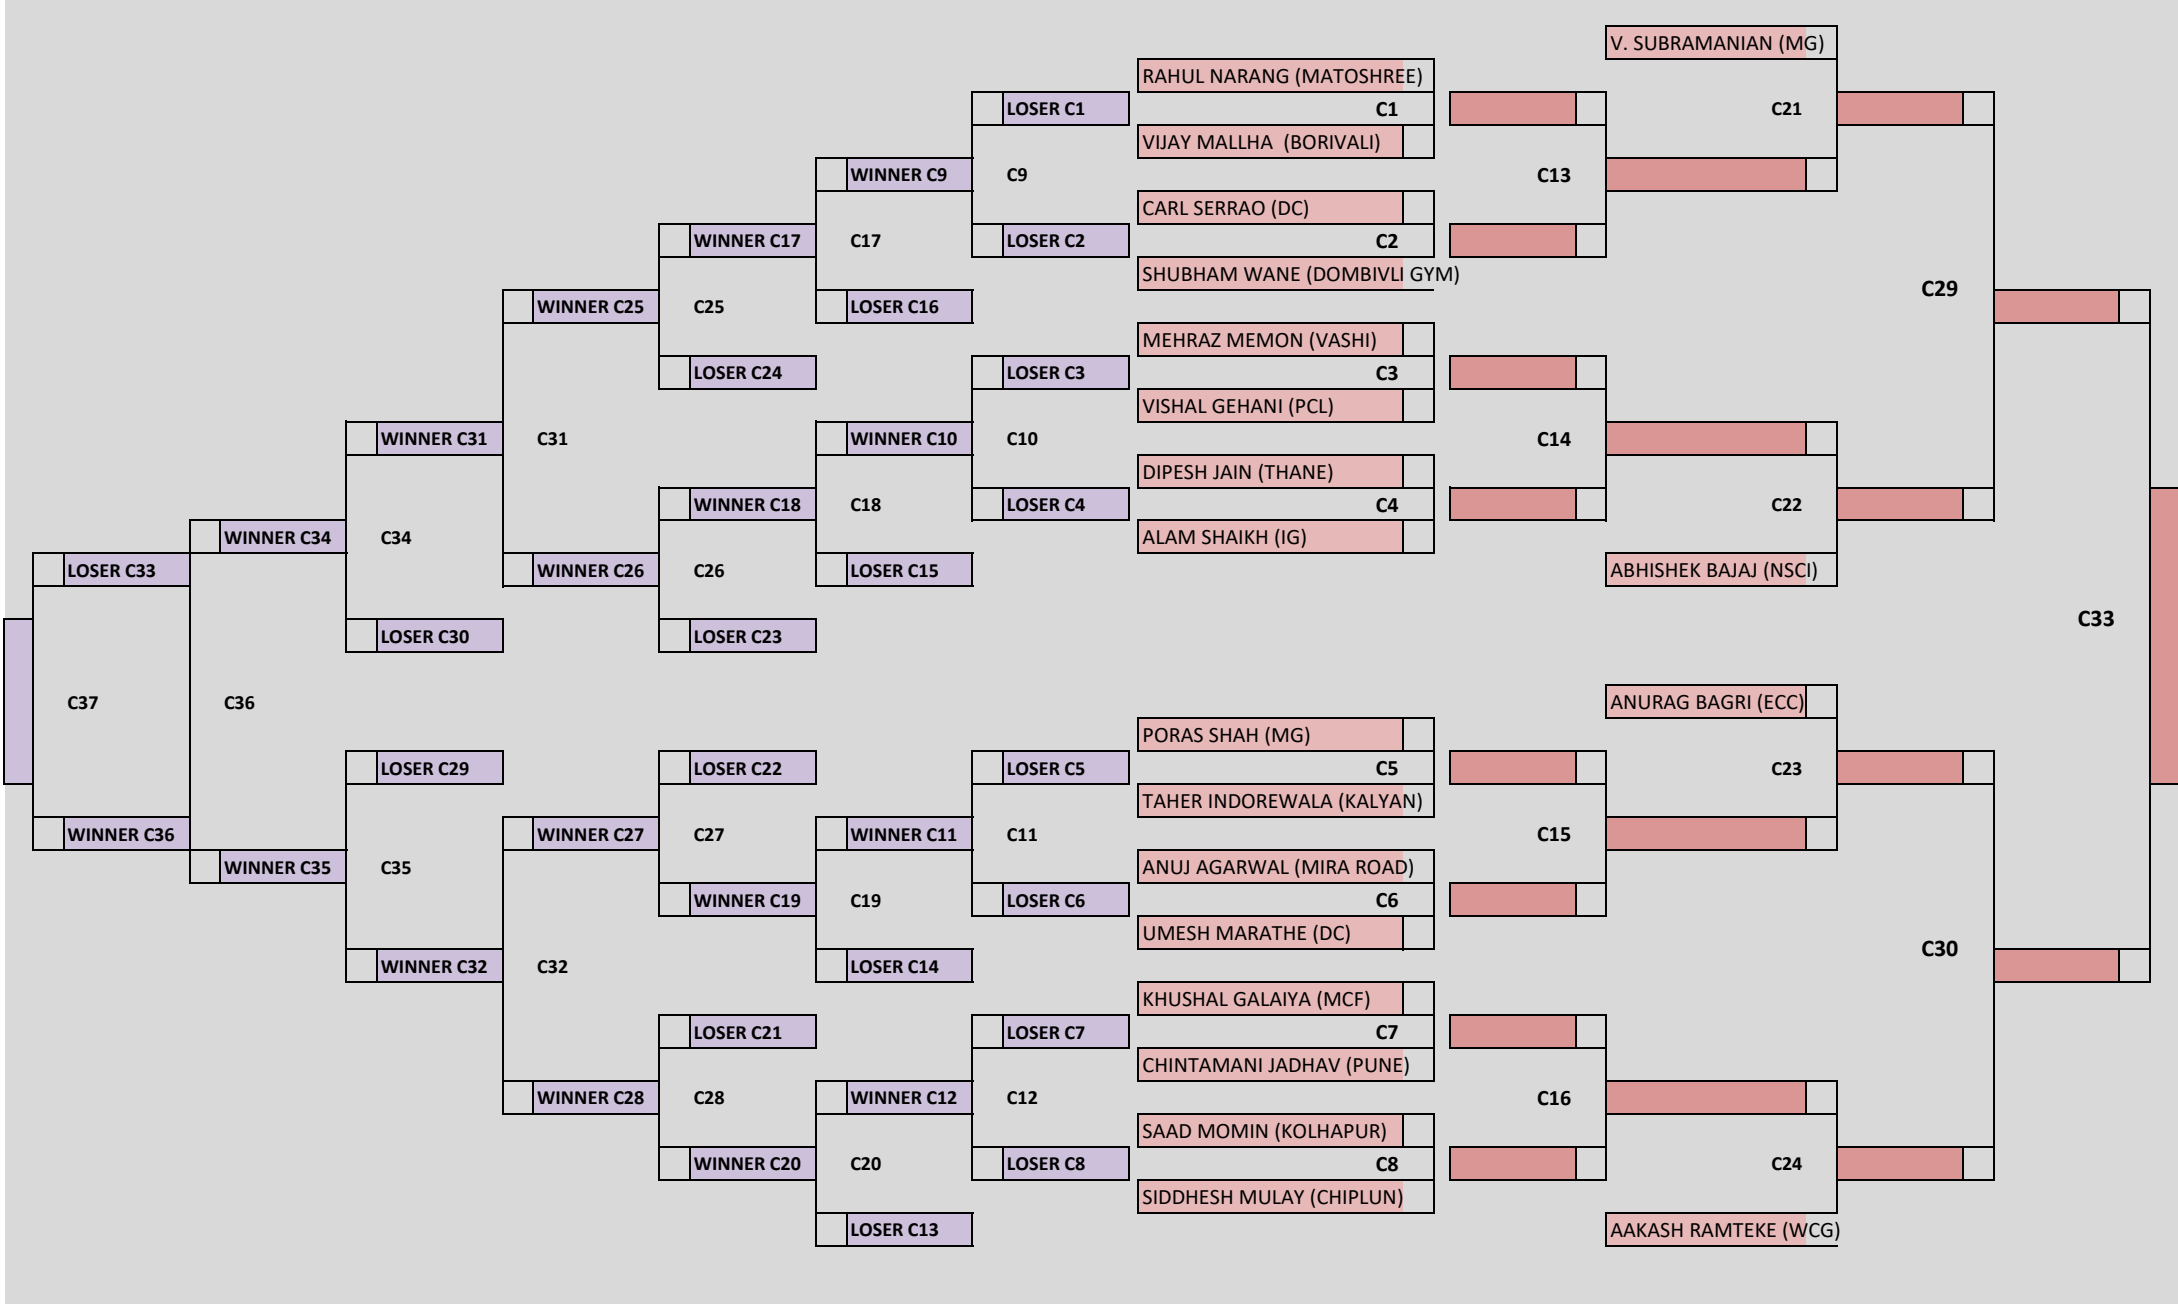 V. SUBRAMANIAN (MG)
RAHUL NARANG (MATOSHREE)
LOSER C1 C1 C21
VIJAY MALLHA  (BORIVALI)
WINNER C9 C9 C13
CARL SERRAO (DC)
WINNER C17 C17 LOSER C2 C2
SHUBHAM WANE (DOMBIVLI GYM)
C29
WINNER C25 C25 LOSER C16
MEHRAZ MEMON (VASHI)
LOSER C24 LOSER C3 C3
VISHAL GEHANI (PCL)
WINNER C31 C31 WINNER C10 C10 C14
DIPESH JAIN (THANE)
WINNER C18 C18 LOSER C4 C4 C22
WINNER C34 C34 ALAM SHAIKH (IG)
LOSER C33 WINNER C26 C26 LOSER C15 ABHISHEK BAJAJ (NSCI)
C33
LOSER C30 LOSER C23
C37 C36 ANURAG BAGRI (ECC)
PORAS SHAH (MG)
LOSER C29 LOSER C22 LOSER C5 C5 C23
TAHER INDOREWALA (KALYAN)
WINNER C36 WINNER C27 C27 WINNER C11 C11 C15
WINNER C35 C35 ANUJ AGARWAL (MIRA ROAD)
WINNER C19 C19 LOSER C6 C6
UMESH MARATHE (DC)
C30
WINNER C32 C32 LOSER C14
KHUSHAL GALAIYA (MCF)
LOSER C21 LOSER C7 C7
CHINTAMANI JADHAV (PUNE)
WINNER C28 C28 WINNER C12 C12 C16
SAAD MOMIN (KOLHAPUR)
WINNER C20 C20 LOSER C8 C8 C24
SIDDHESH MULAY (CHIPLUN)
LOSER C13 AAKASH RAMTEKE (WCG)